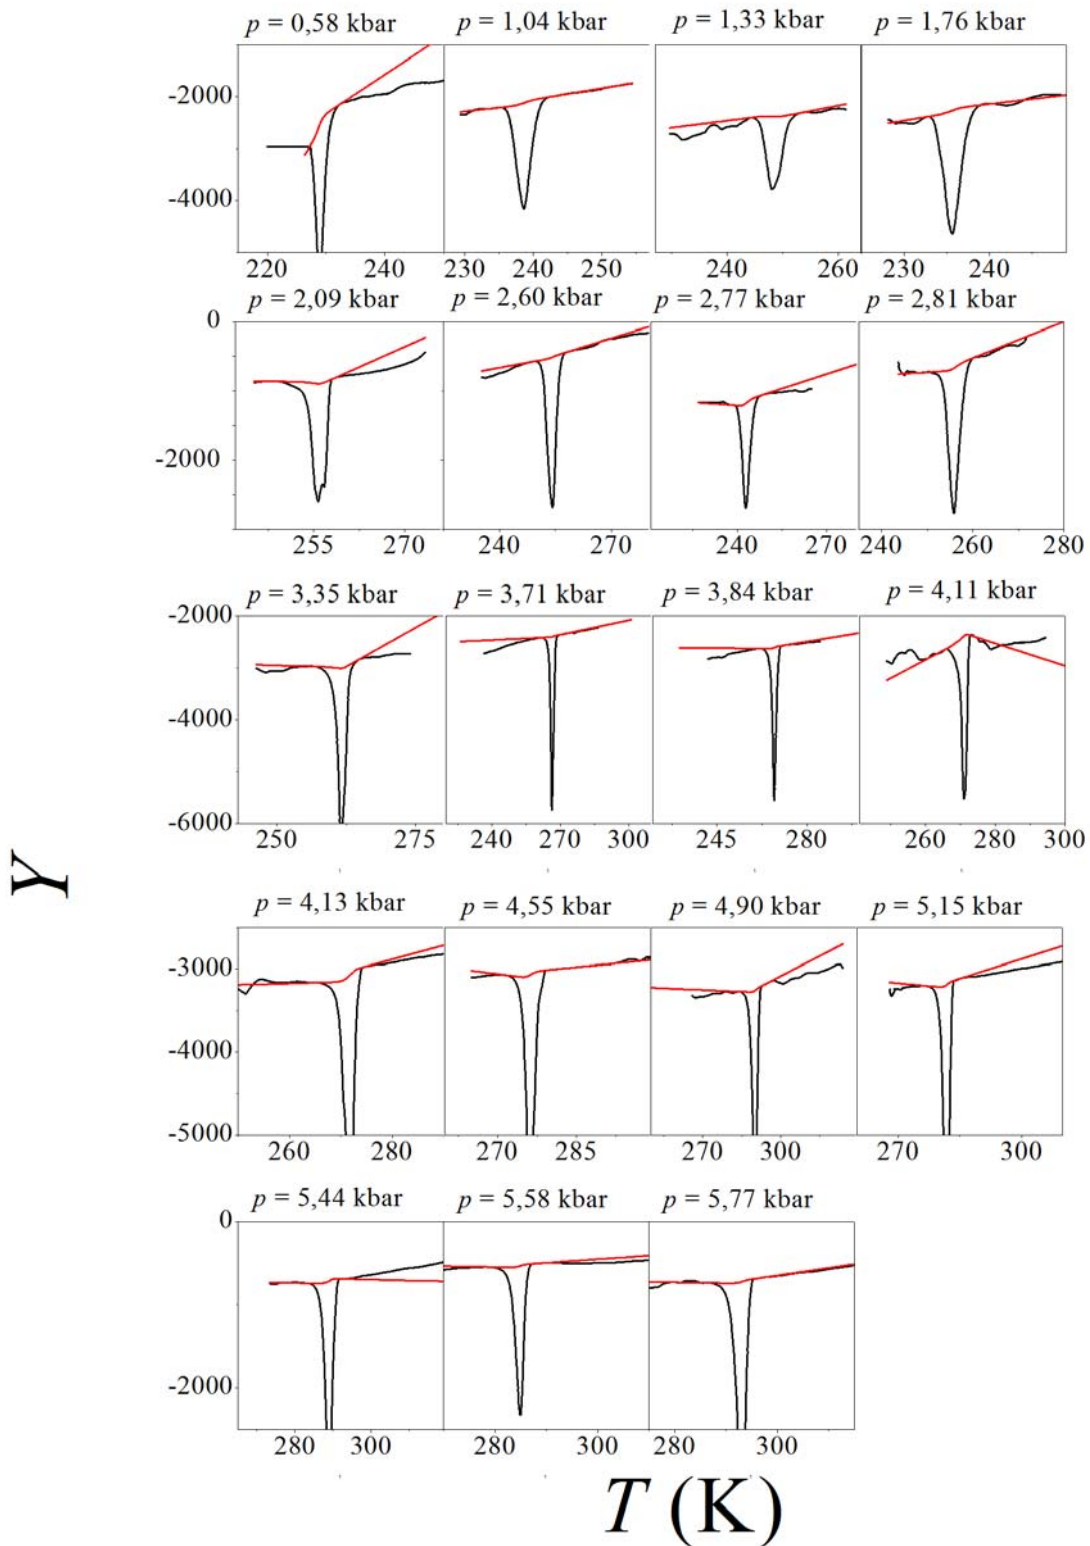 p = 0,58 kbar p = 1,04 kbar p = 1,33 kbar p = 1,76 kbar
-2000
-4000
220 240 230 240 250 240 260 230 240
p = 2,09 kbar p = 2,60 kbar p = 2,77 kbar p = 2,81 kbar
0
-2000
255 270 240 270 240 270 240 260 280
p = 3,35 kbar p = 3,71 kbar p = 3,84 kbar p = 4,11 kbar
-2000
-4000
-6000
250 275 240 270 300 245 280 260 280 300
Y
p = 4,13 kbar p = 4,55 kbar p = 4,90 kbar p = 5,15 kbar
-3000
-4000
-5000
260 280 270 285 270 300 270 300
p = 5,44 kbar p = 5,58 kbar p = 5,77 kbar
0
-2000
280 300 280 300 280 300
T (K)